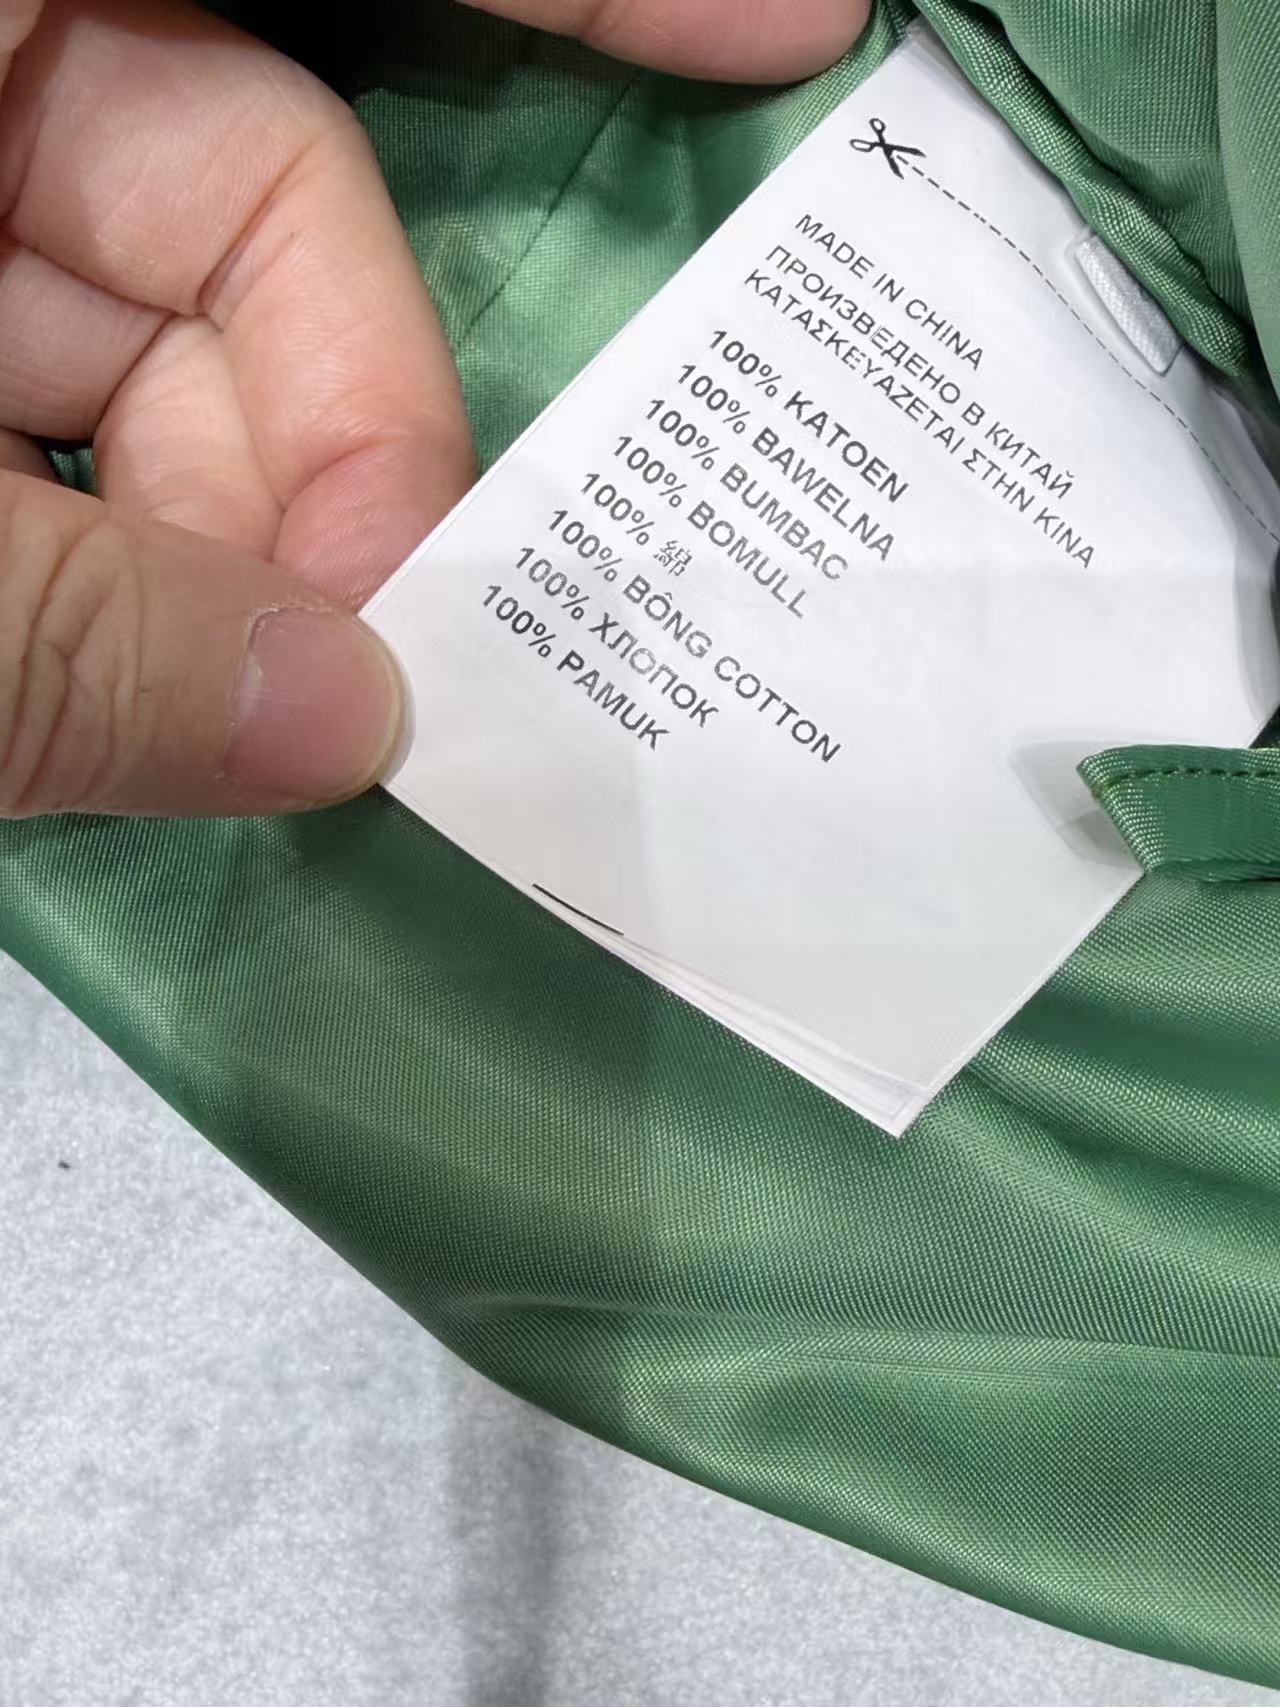 MADE IN CHINA
ПРОИЗВЕДЕНО В КИТАЙ
ΚΑΤΑΣΚΕΥΑΖΕΤΑΙ ΣΤΗΝ ΚΙΝΑ
100% KATOEN
100% BAWELNA
100% BUMBAC
100% BOMULL
100% 綿
100% BÔNG COTTON
100% ХЛОПОК
100% PAMUK